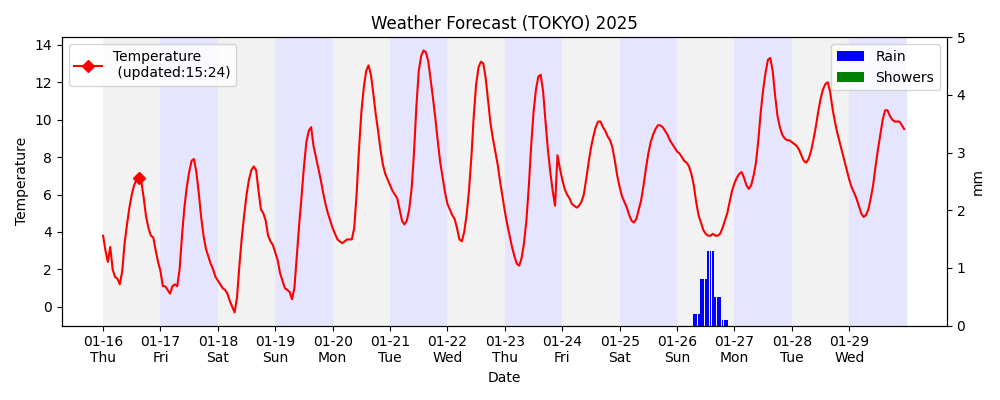 Weather Forecast (TOKYO) 2025
Temperature
(updated:15:24)
Rain
Showers
Temperature
14
12
10
8
6
4
2
0
5
4
3
2
1
0
mm
01-16 01-17 01-18 01-19 01-20 01-21 01-22 01-23 01-24 01-25 01-26 01-27 01-28 01-29
Thu Fri Sat Sun Mon Tue Wed Thu Fri Sat Sun Mon Tue Wed
Date